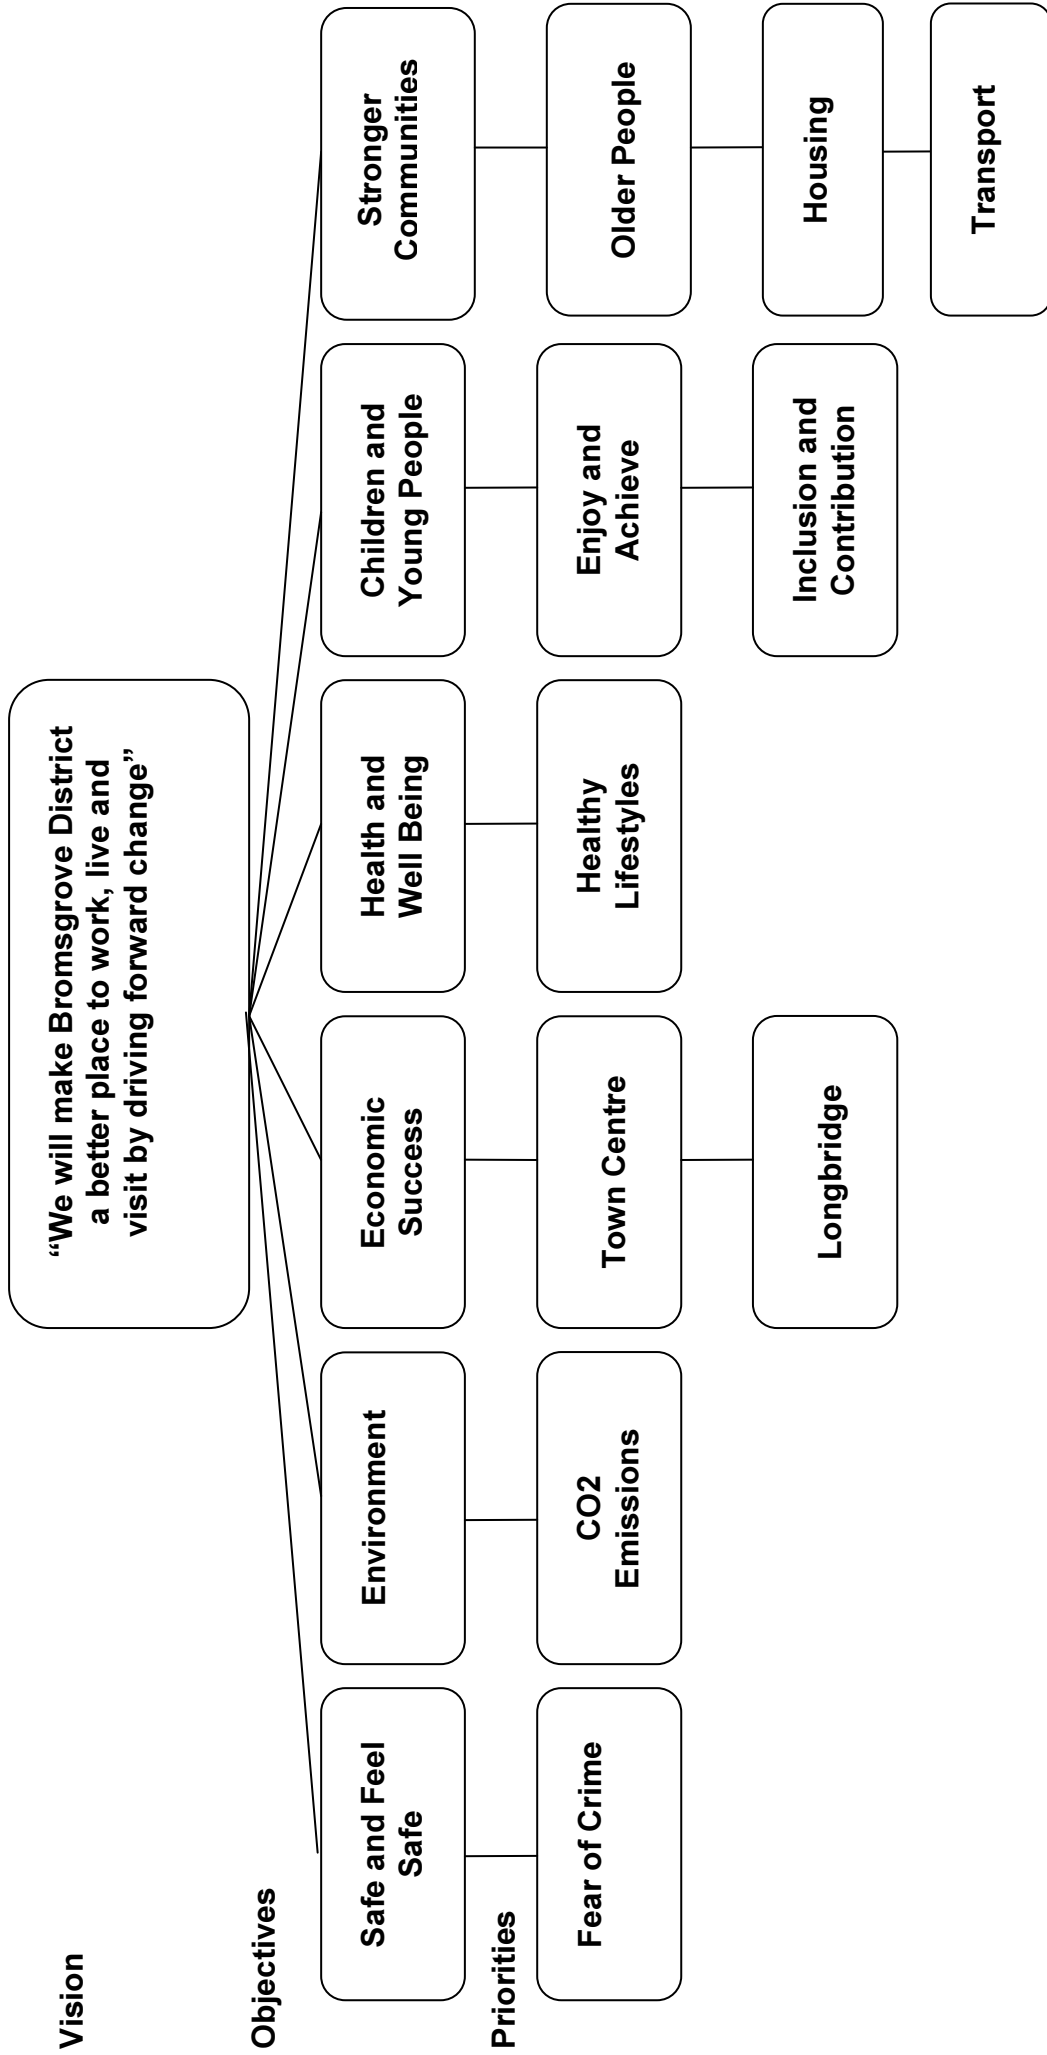 Vision
“We will make Bromsgrove District
a better place to work, live and
visit by driving forward change”
Objectives
Safe and Feel
Safe
Environment
Economic
Success
Health and
Well Being
Children and
Young People
Stronger
Communities
Priorities
Fear of Crime
CO2
Emissions
Town Centre
Healthy
Lifestyles
Enjoy and
Achieve
Older People
Longbridge
Inclusion and
Contribution
Housing
Transport